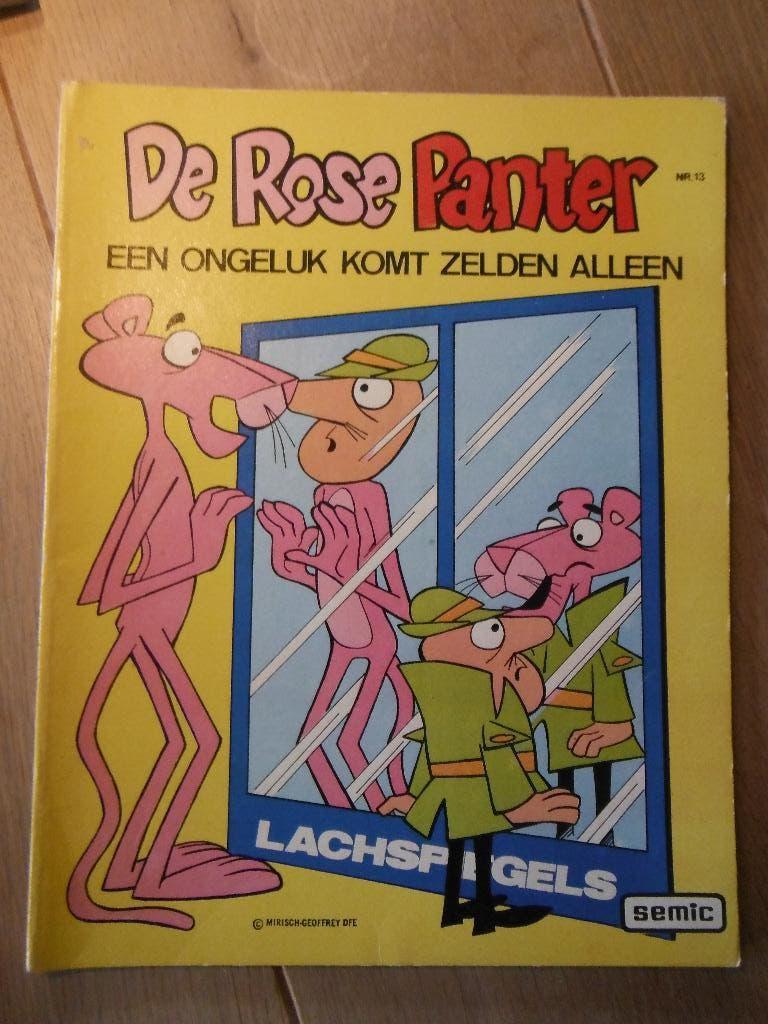 De Rose Panter
NR.13
EEN ONGELUK KOMT ZELDEN ALLEEN
LACHSPIEGELS
semic
© MIRISCH-GEOFFREY DFE